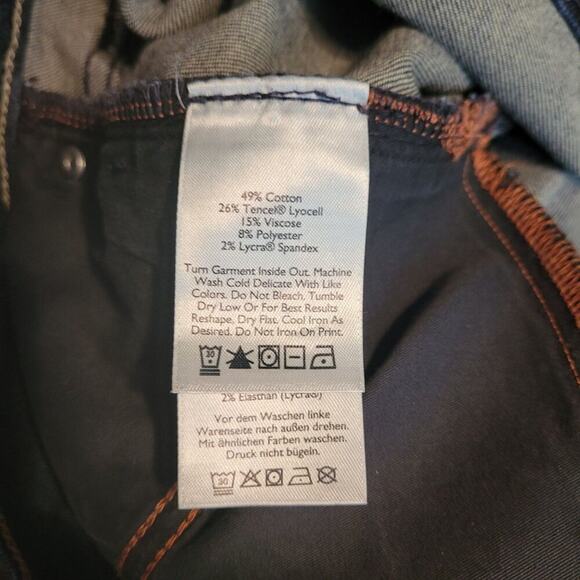 49% Cotton
26% Tencel® Lyocell
15% Viscose
8% Polyester
2% Lycra® Spandex
Turn Garment Inside Out. Machine
Wash Cold Delicate With Like
Colors. Do Not Bleach. Tumble
Dry Low Or For Best Results
Reshape, Dry Flat. Cool Iron As
Desired. Do Not Iron On Print.
30
2% Elasthan (Lycra®)
Vor dem Waschen linke
Warenseite nach außen drehen.
Mit ähnlichen Farben waschen.
Druck nicht bügeln.
30